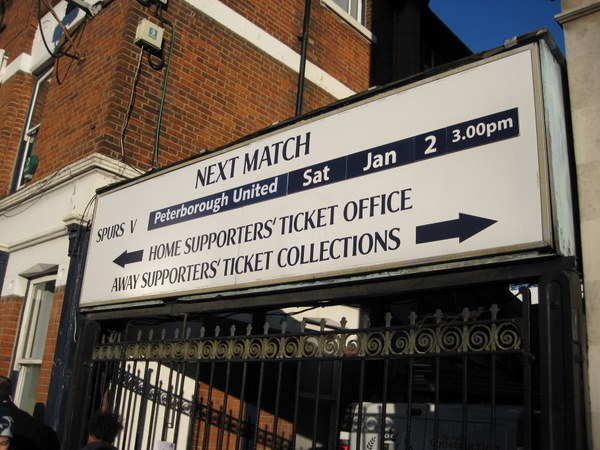 NEXT MATCH
SPURS V Peterborough United Sat Jan 2 3.00pm
HOME SUPPORTERS' TICKET OFFICE
AWAY SUPPORTERS' TICKET COLLECTIONS